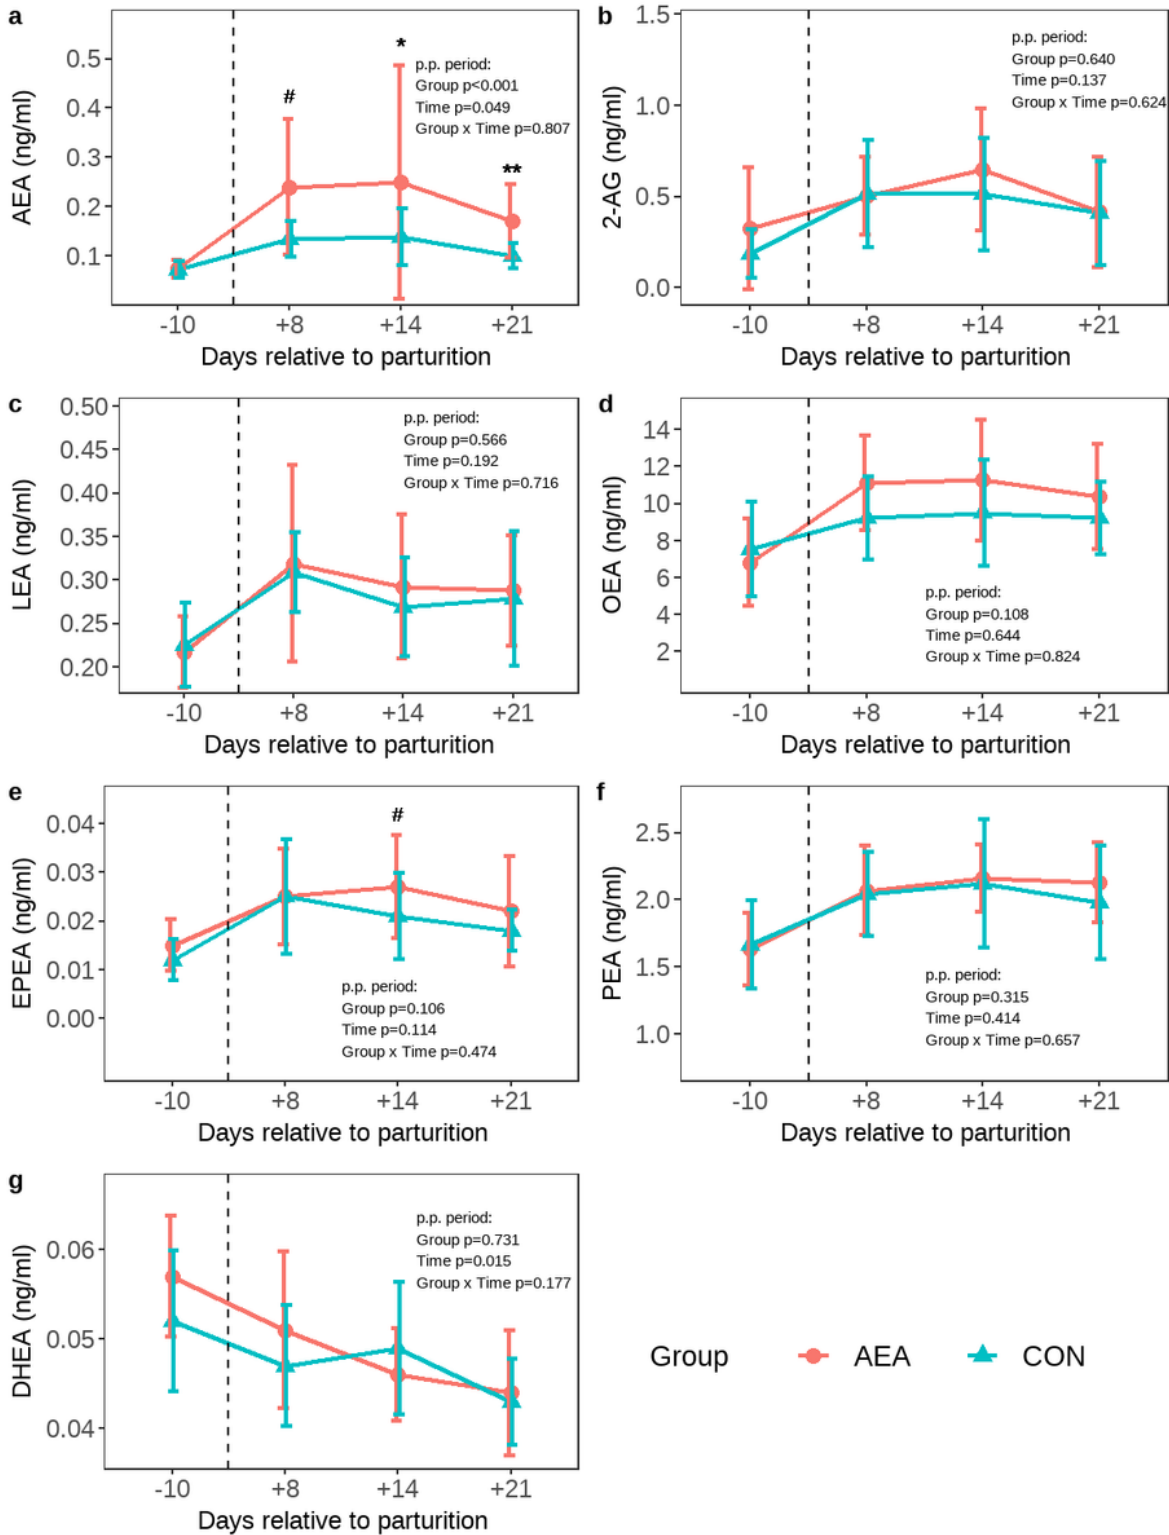 a
AEA (ng/ml)
0.5
0.4
0.3
0.2
0.1
#
*
**
p.p. period:
Group p<0.001
Time p=0.049
Group x Time p=0.807
-10 +8 +14 +21
Days relative to parturition
b
2-AG (ng/ml)
1.5
1.0
0.5
0.0
p.p. period:
Group p=0.640
Time p=0.137
Group x Time p=0.624
-10 +8 +14 +21
Days relative to parturition
c
LEA (ng/ml)
0.50
0.45
0.40
0.35
0.30
0.25
0.20
p.p. period:
Group p=0.566
Time p=0.192
Group x Time p=0.716
-10 +8 +14 +21
Days relative to parturition
d
OEA (ng/ml)
14
12
10
8
6
4
2
p.p. period:
Group p=0.108
Time p=0.644
Group x Time p=0.824
-10 +8 +14 +21
Days relative to parturition
e
EPEA (ng/ml)
0.04
0.03
0.02
0.01
0.00
#
p.p. period:
Group p=0.106
Time p=0.114
Group x Time p=0.474
-10 +8 +14 +21
Days relative to parturition
f
PEA (ng/ml)
2.5
2.0
1.5
1.0
p.p. period:
Group p=0.315
Time p=0.414
Group x Time p=0.657
-10 +8 +14 +21
Days relative to parturition
g
DHEA (ng/ml)
0.06
0.05
0.04
p.p. period:
Group p=0.731
Time p=0.015
Group x Time p=0.177
-10 +8 +14 +21
Days relative to parturition
Group AEA CON